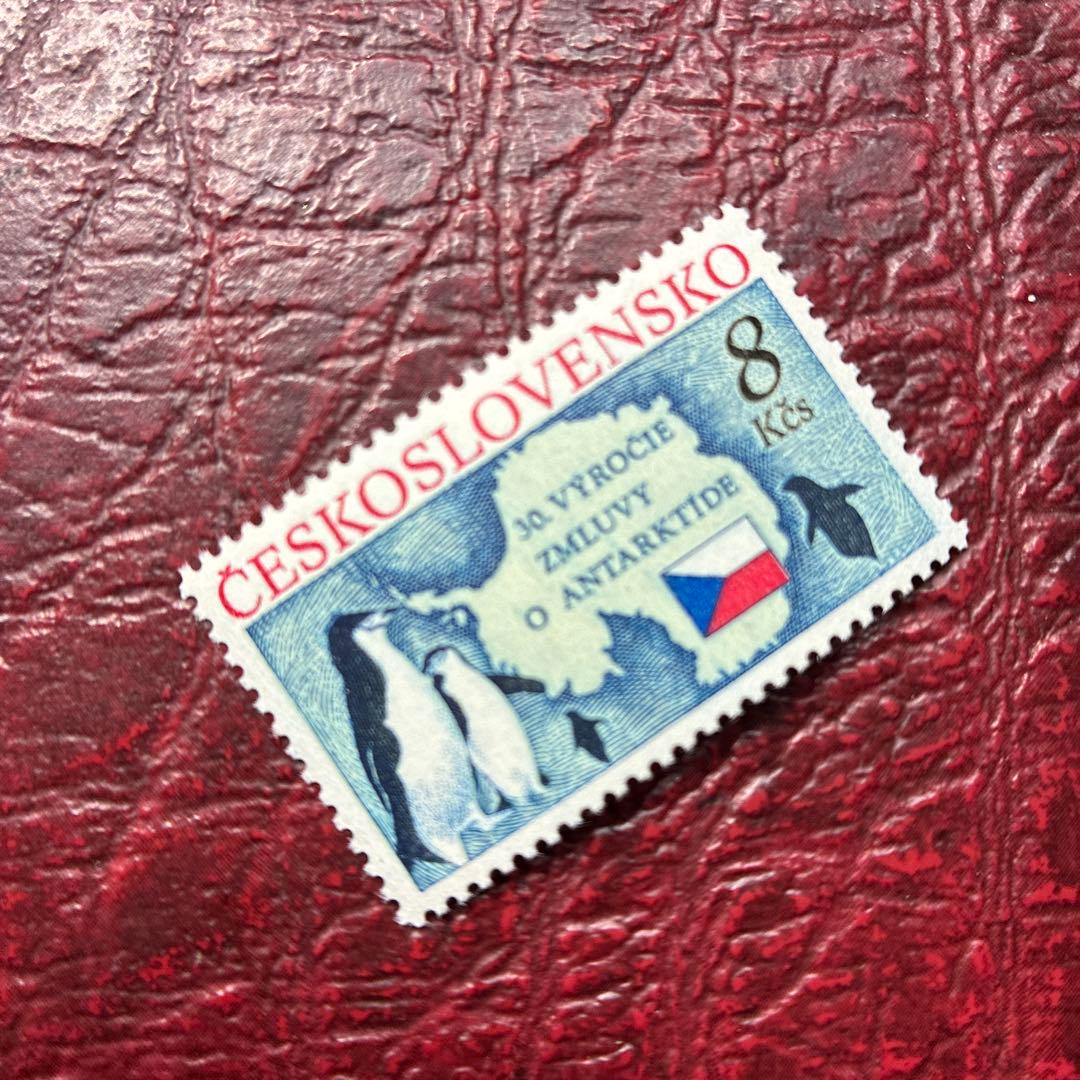 ČESKOSLOVENSKO
8
Kčs
30. VÝROČIE
ZMLUVY
O ANTARKTÍDE